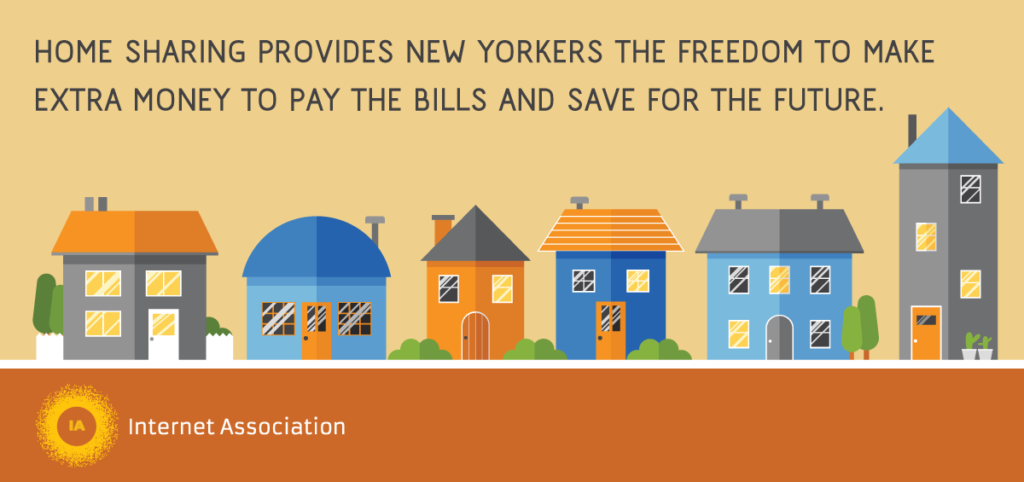 HOME SHARING PROVIDES NEW YORKERS THE FREEDOM TO MAKE
EXTRA MONEY TO PAY THE BILLS AND SAVE FOR THE FUTURE.
IA
Internet Association